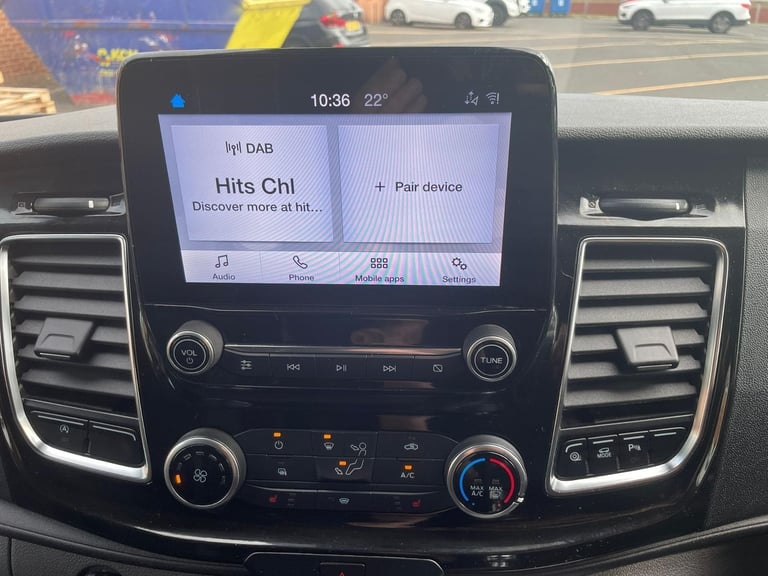 10:36 22°
DAB
Hits Chl
Discover more at hit...
+ Pair device
Audio Phone Mobile apps Settings
VOL
TUNE
A/C
MAX A/C MAX
MODE